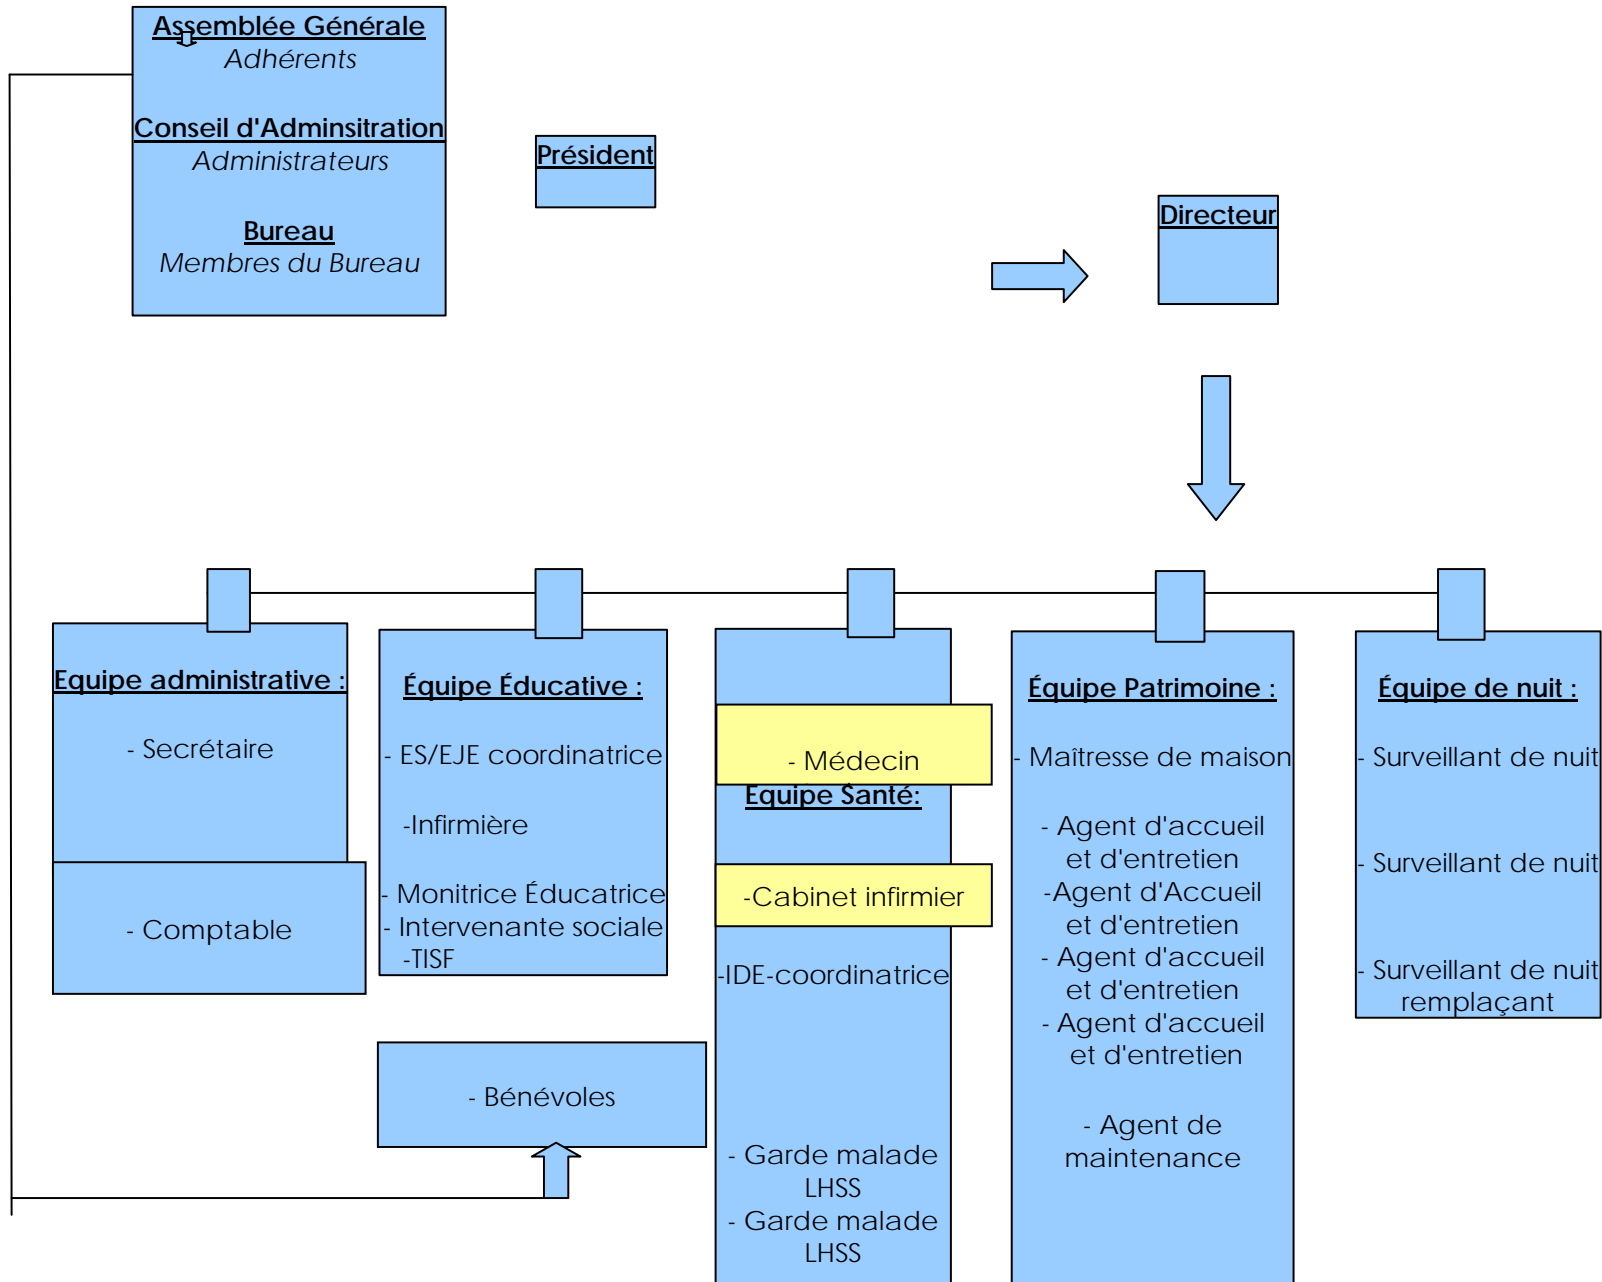 Assemblée Générale
Adhérents
Conseil d'Adminsitration
Administrateurs
Bureau
Membres du Bureau
Président
Directeur
Equipe administrative :
- Secrétaire
- Comptable
Équipe Éducative :
- ES/EJE coordinatrice
-Infirmière
- Monitrice Éducatrice
- Intervenante sociale
-TISF
- Bénévoles
- Médecin
Equipe Santé:
-Cabinet infirmier
-IDE-coordinatrice
- Garde malade
LHSS
- Garde malade
LHSS
Équipe Patrimoine :
- Maîtresse de maison
- Agent d'accueil
et d'entretien
-Agent d'Accueil
et d'entretien
- Agent d'accueil
et d'entretien
- Agent d'accueil
et d'entretien
- Agent de
maintenance
Équipe de nuit :
- Surveillant de nuit
- Surveillant de nuit
- Surveillant de nuit
remplaçant